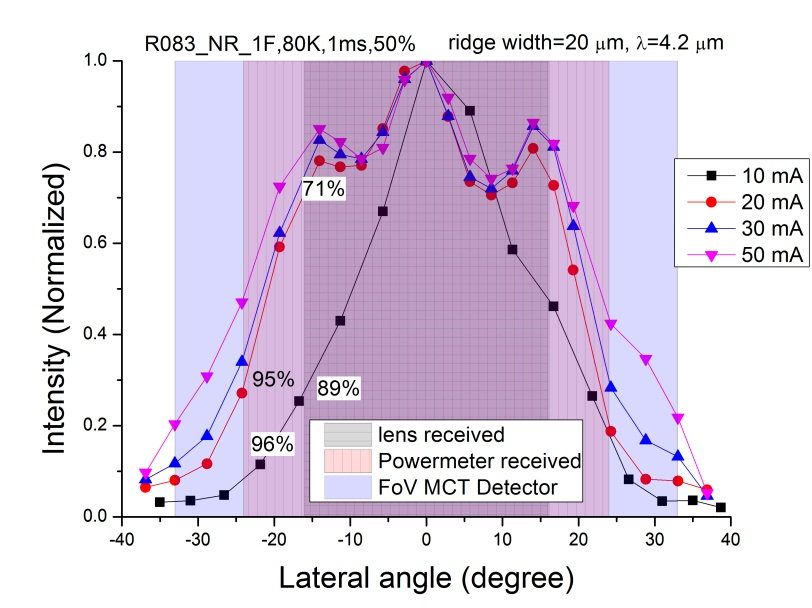 R083_NR_1F,80K,1ms,50% ridge width=20 μm, λ=4.2 μm
1.0
0.8
0.6
0.4
0.2
0.0
Intensity (Normalized)
71%
95%
89%
96%
10 mA
20 mA
30 mA
50 mA
lens received
Powermeter received
FoV MCT Detector
-40 -30 -20 -10 0 10 20 30 40
Lateral angle (degree)